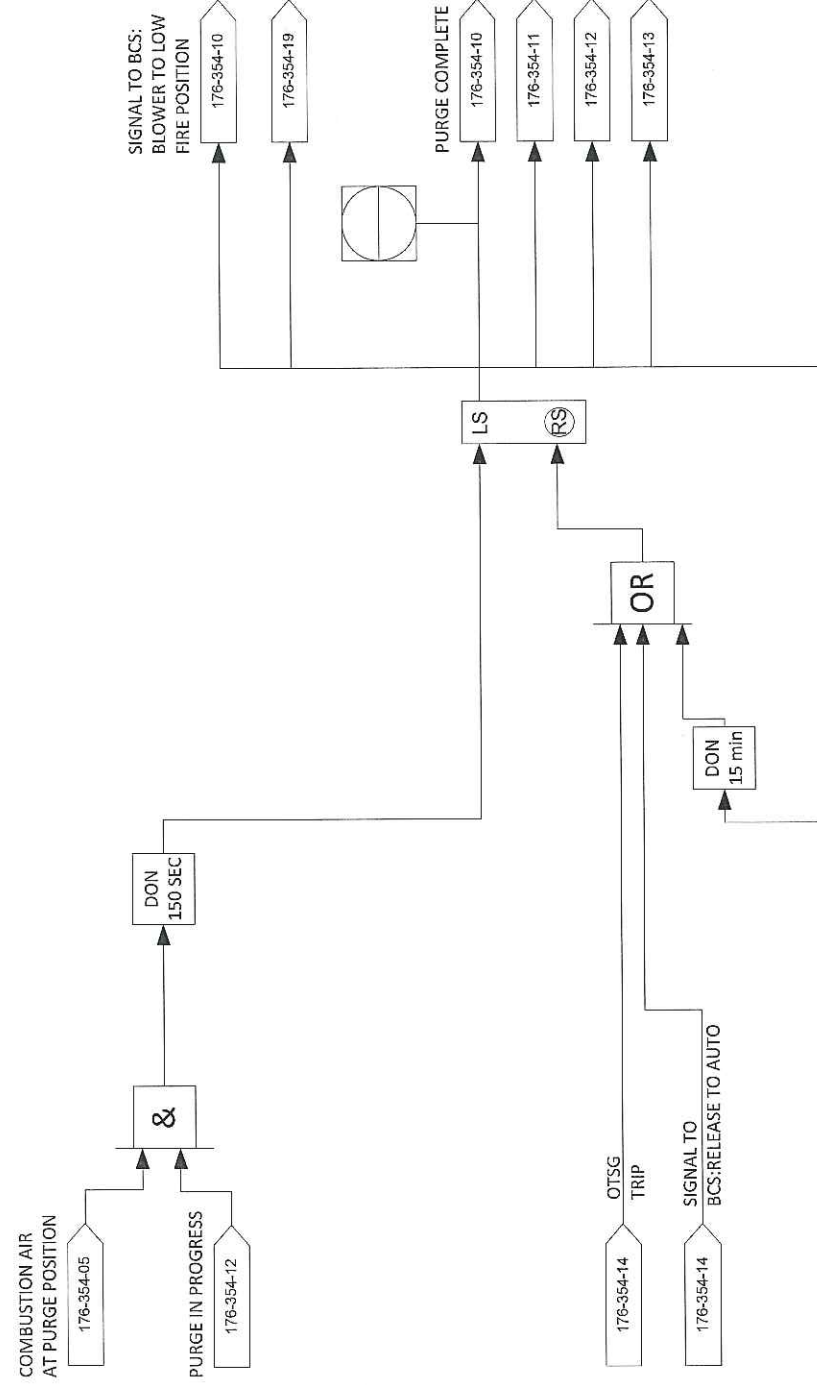 COMBUSTION AIR
AT PURGE POSITION
176-354-05
PURGE IN PROGRESS
176-354-12
&
DON
150 SEC
OTSG
TRIP
176-354-14
SIGNAL TO
BCS:RELEASE TO AUTO
176-354-14
DON
15 min
OR
LS
RS
SIGNAL TO BCS:
BLOWER TO LOW
FIRE POSITION
176-354-10
176-354-19
PURGE COMPLETE
176-354-10
176-354-11
176-354-12
176-354-13